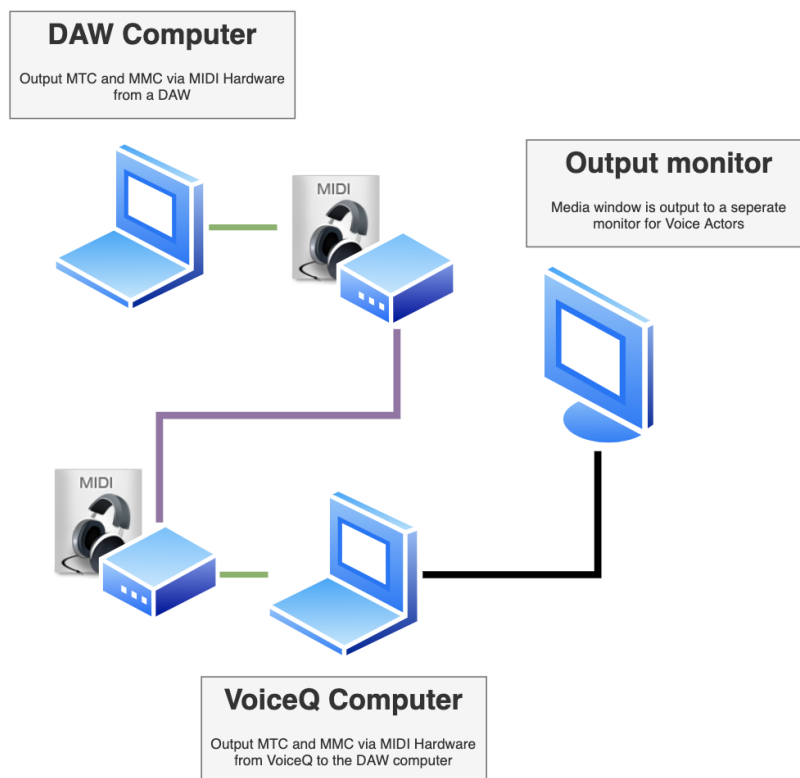 DAW Computer
Output MTC and MMC via MIDI Hardware
from a DAW
Output monitor
Media window is output to a seperate
monitor for Voice Actors
MIDI
MIDI
VoiceQ Computer
Output MTC and MMC via MIDI Hardware
from VoiceQ to the DAW computer